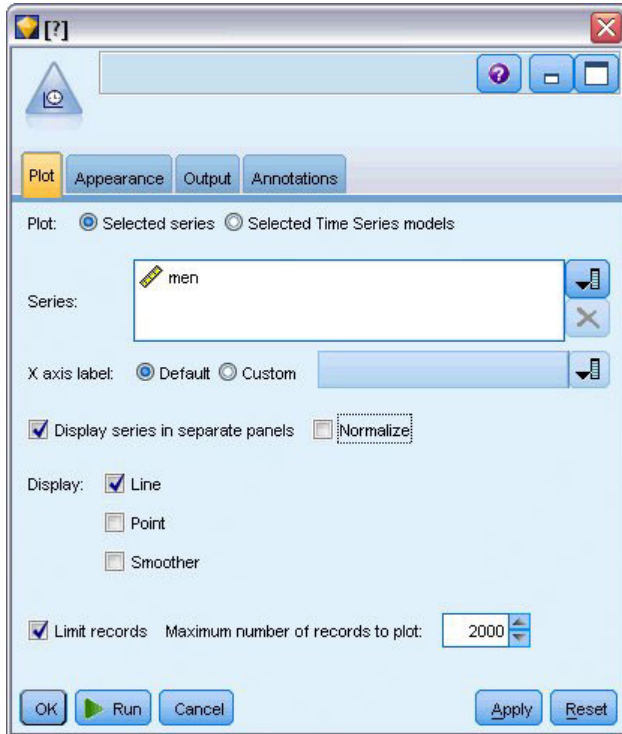 [?]
Plot Appearance Output Annotations
Plot: Selected series Selected Time Series models
Series: men
X axis label: Default Custom
Display series in separate panels Normalize
Display: Line
Point
Smoother
Limit records Maximum number of records to plot: 2000
OK Run Cancel Apply Reset